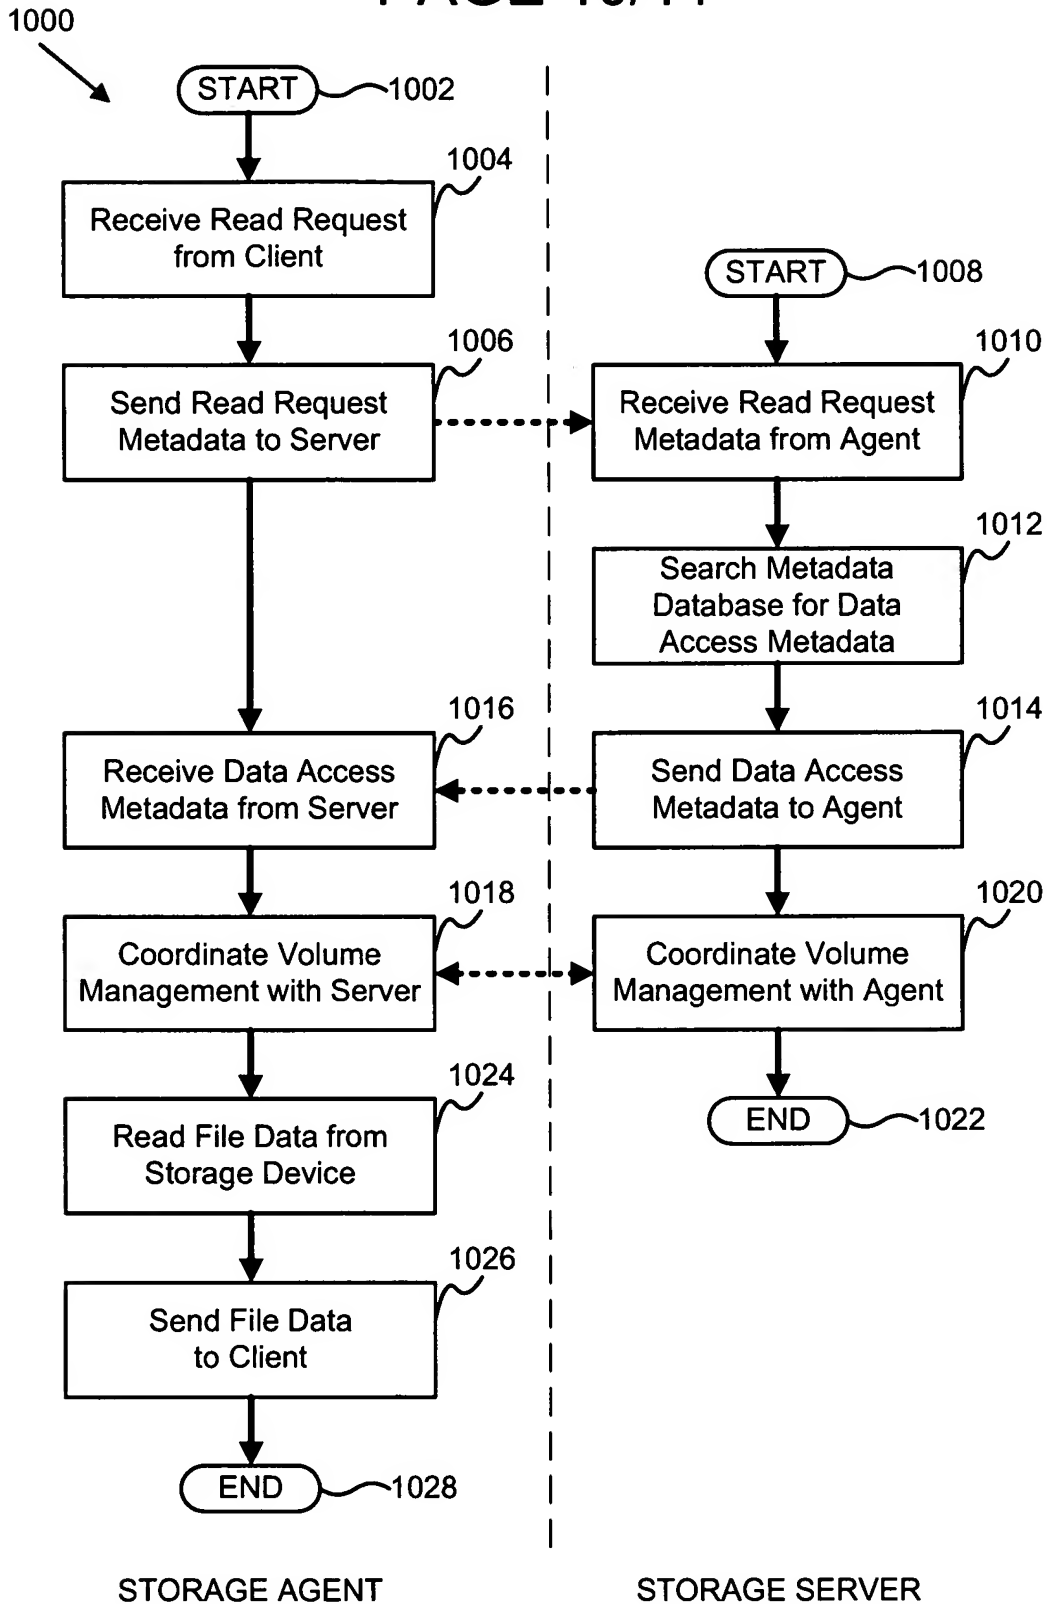 1000
START
1002
1004
Receive Read Request
from Client
START
1008
1006
Send Read Request
Metadata to Server
1010
Receive Read Request
Metadata from Agent
1012
Search Metadata
Database for Data
Access Metadata
1016
Receive Data Access
Metadata from Server
1014
Send Data Access
Metadata to Agent
1018
Coordinate Volume
Management with Server
1020
Coordinate Volume
Management with Agent
1024
Read File Data from
Storage Device
END
1022
1026
Send File Data
to Client
END
1028
STORAGE AGENT
STORAGE SERVER